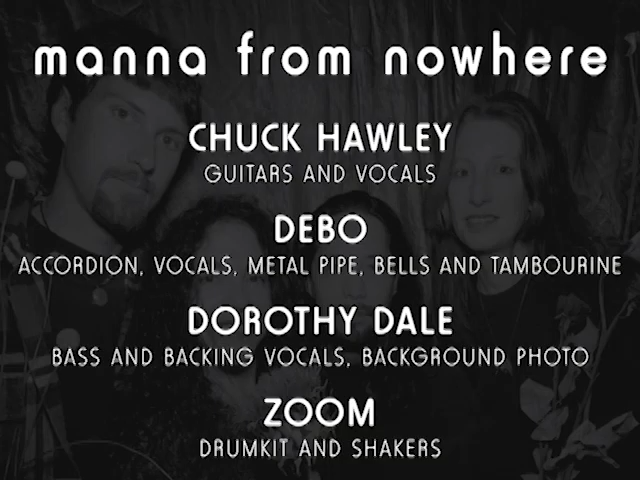 manna from nowhere
CHUCK HAWLEY
GUITARS AND VOCALS
DEBO
ACCORDION, VOCALS, METAL PIPE, BELLS AND TAMBOURINE
DOROTHY DALE
BASS AND BACKING VOCALS, BACKGROUND PHOTO
ZOOM
DRUMKIT AND SHAKERS